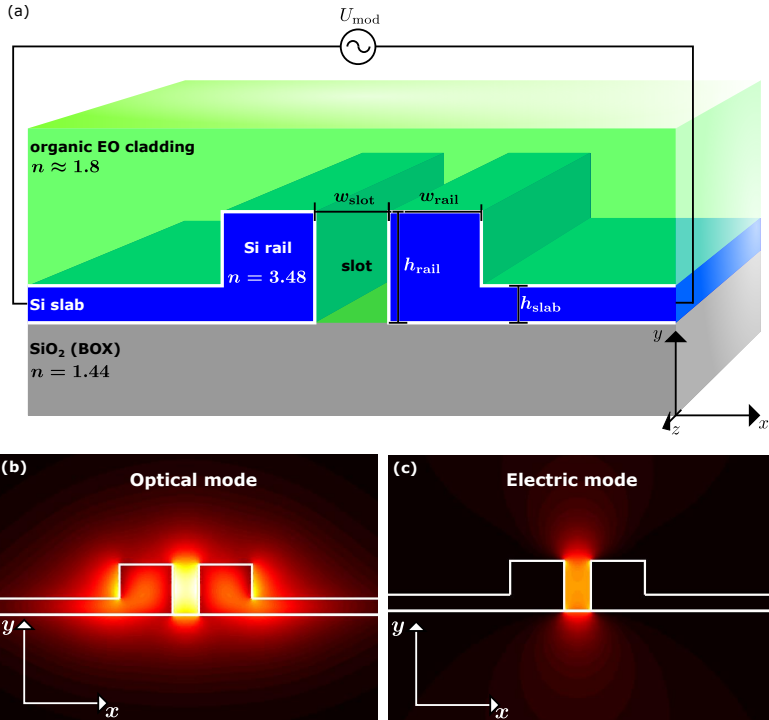 (a)
U_mod
organic EO cladding
n ≈ 1.8
w_slot
w_rail
Si rail
n = 3.48
slot
h_rail
Si slab
h_slab
SiO₂ (BOX)
n = 1.44
y
x
z
(b)
Optical mode
y
x
(c)
Electric mode
y
x